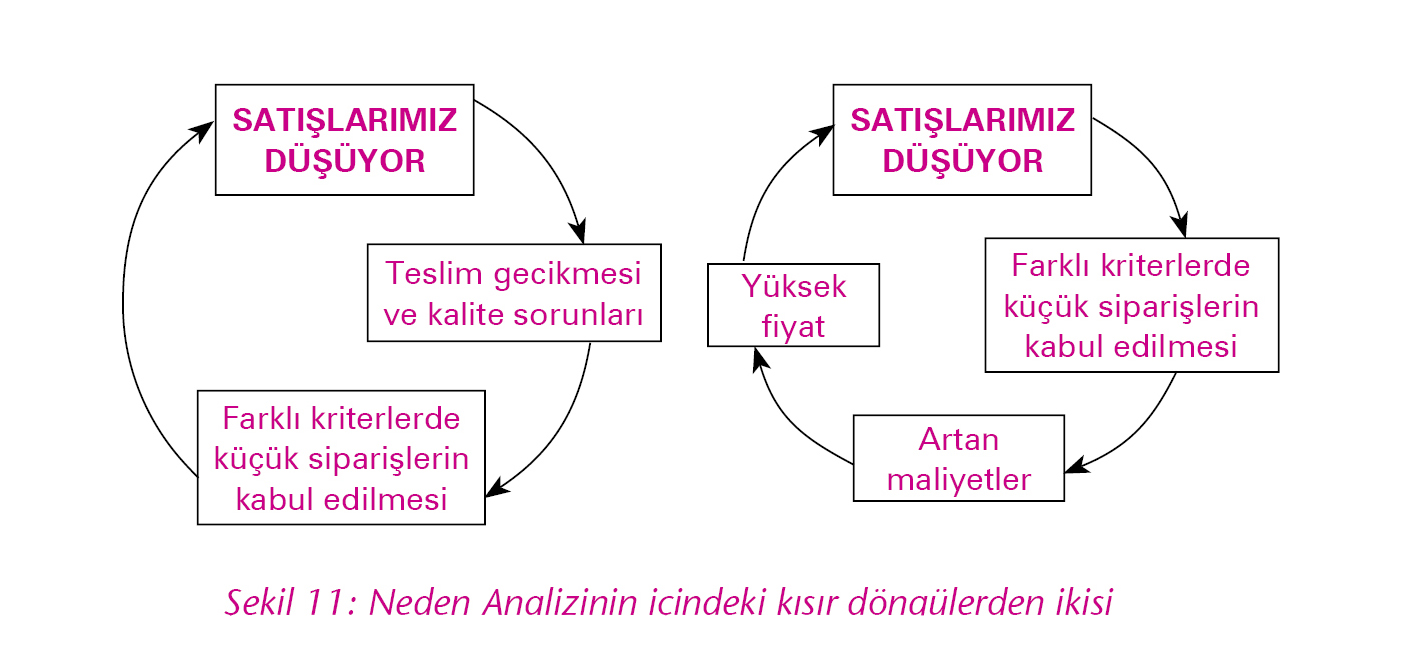 SATIŞLARIMIZ
DÜŞÜYOR
Teslim gecikmesi
ve kalite sorunları
Farklı kriterlerde
küçük siparişlerin
kabul edilmesi
SATIŞLARIMIZ
DÜŞÜYOR
Farklı kriterlerde
küçük siparişlerin
kabul edilmesi
Artan
maliyetler
Yüksek
fiyat
Sekil 11: Neden Analizinin icindeki kısır dönaülerden ikisi